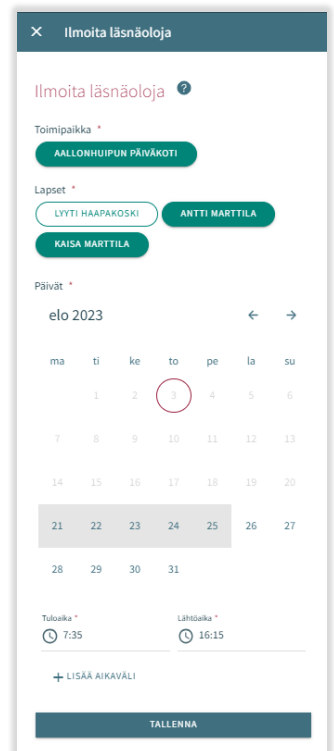 × Ilmoita läsnäoloja
Ilmoita läsnäoloja ?
Toimipaikka *
AALLONHUIPUN PÄIVÄKOTI
Lapset *
LYYTI HAAPAKOSKI ANTTI MARTTILA
KAISA MARTTILA
Päivät *
elo 2023 ← →
ma ti ke to pe la su
1 2 3 4 5 6
7 8 9 10 11 12 13
14 15 16 17 18 19 20
21 22 23 24 25 26 27
28 29 30 31
Tuloaika * Lähtöaika *
7:35 16:15
+ LISÄÄ AIKAVÄLI
TALLENNA